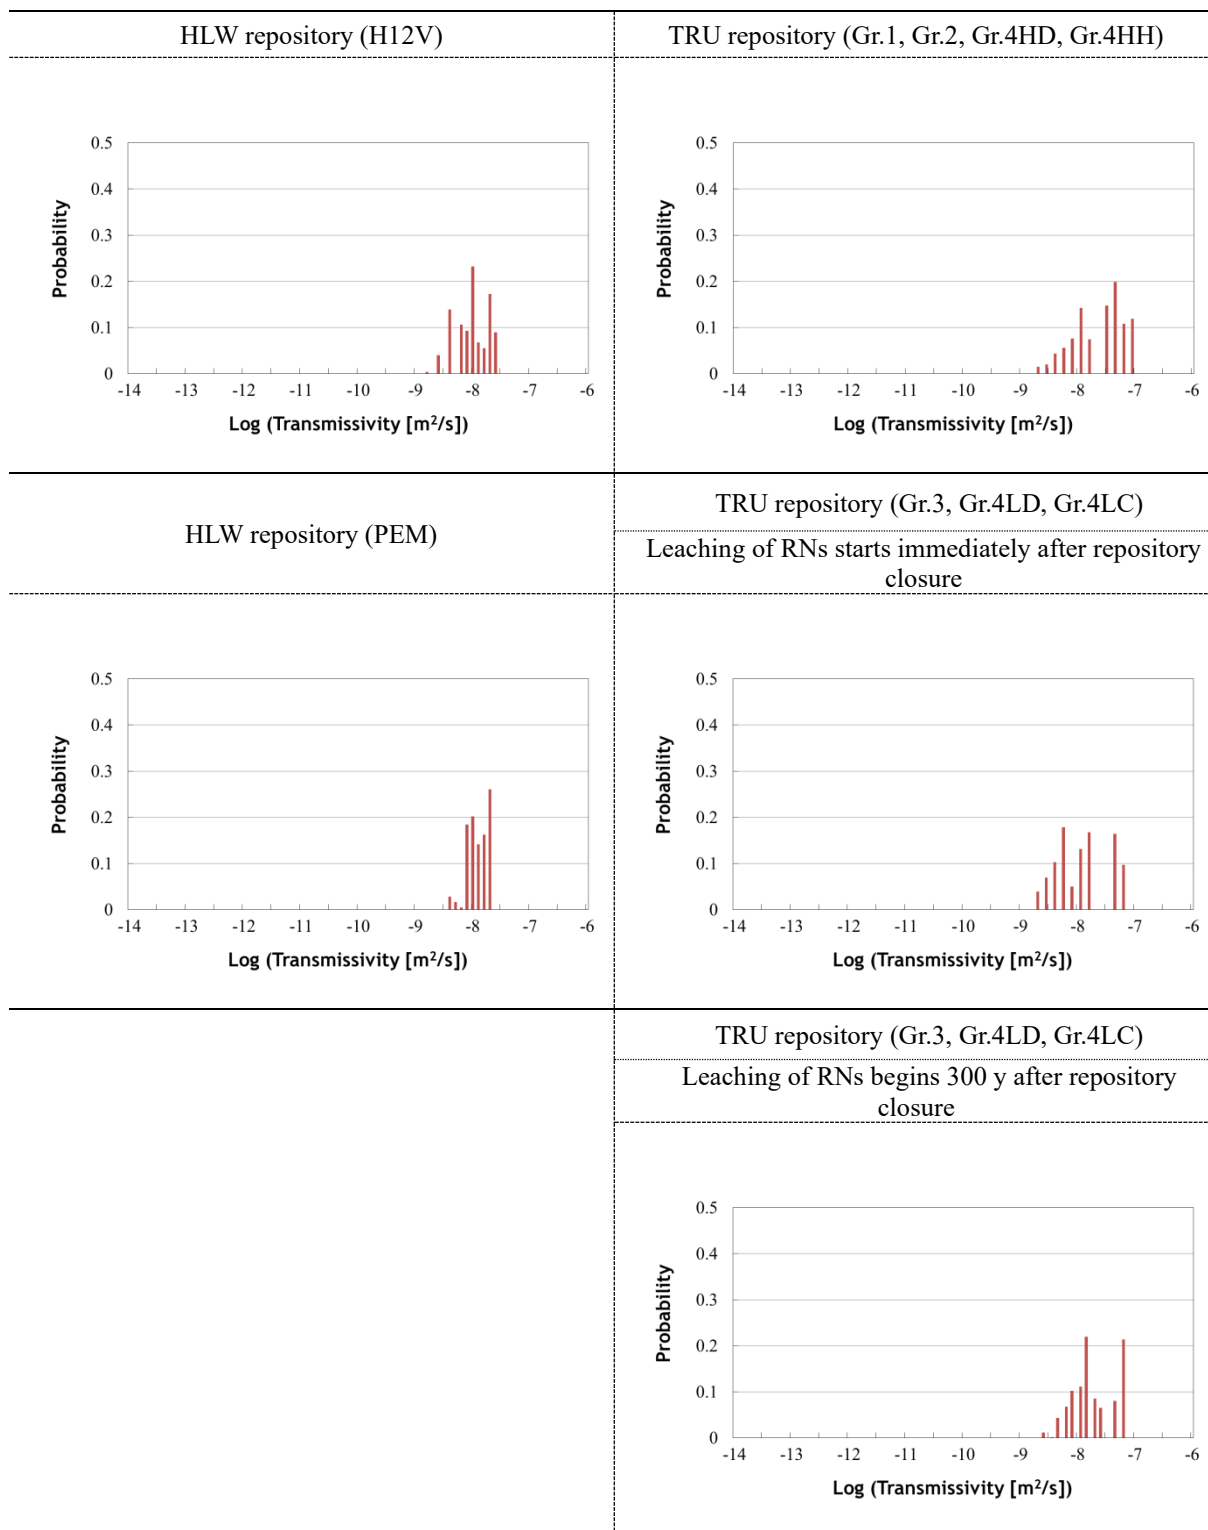 HLW repository (H12V)
TRU repository (Gr.1, Gr.2, Gr.4HD, Gr.4HH)
0.5
0.4
0.3
0.2
0.1
0
Probability
-14 -13 -12 -11 -10 -9 -8 -7 -6
Log (Transmissivity [m²/s])
0.5
0.4
0.3
0.2
0.1
0
Probability
-14 -13 -12 -11 -10 -9 -8 -7 -6
Log (Transmissivity [m²/s])
HLW repository (PEM)
TRU repository (Gr.3, Gr.4LD, Gr.4LC)
Leaching of RNs starts immediately after repository
closure
0.5
0.4
0.3
0.2
0.1
0
Probability
-14 -13 -12 -11 -10 -9 -8 -7 -6
Log (Transmissivity [m²/s])
0.5
0.4
0.3
0.2
0.1
0
Probability
-14 -13 -12 -11 -10 -9 -8 -7 -6
Log (Transmissivity [m²/s])
TRU repository (Gr.3, Gr.4LD, Gr.4LC)
Leaching of RNs begins 300 y after repository
closure
0.5
0.4
0.3
0.2
0.1
0
Probability
-14 -13 -12 -11 -10 -9 -8 -7 -6
Log (Transmissivity [m²/s])